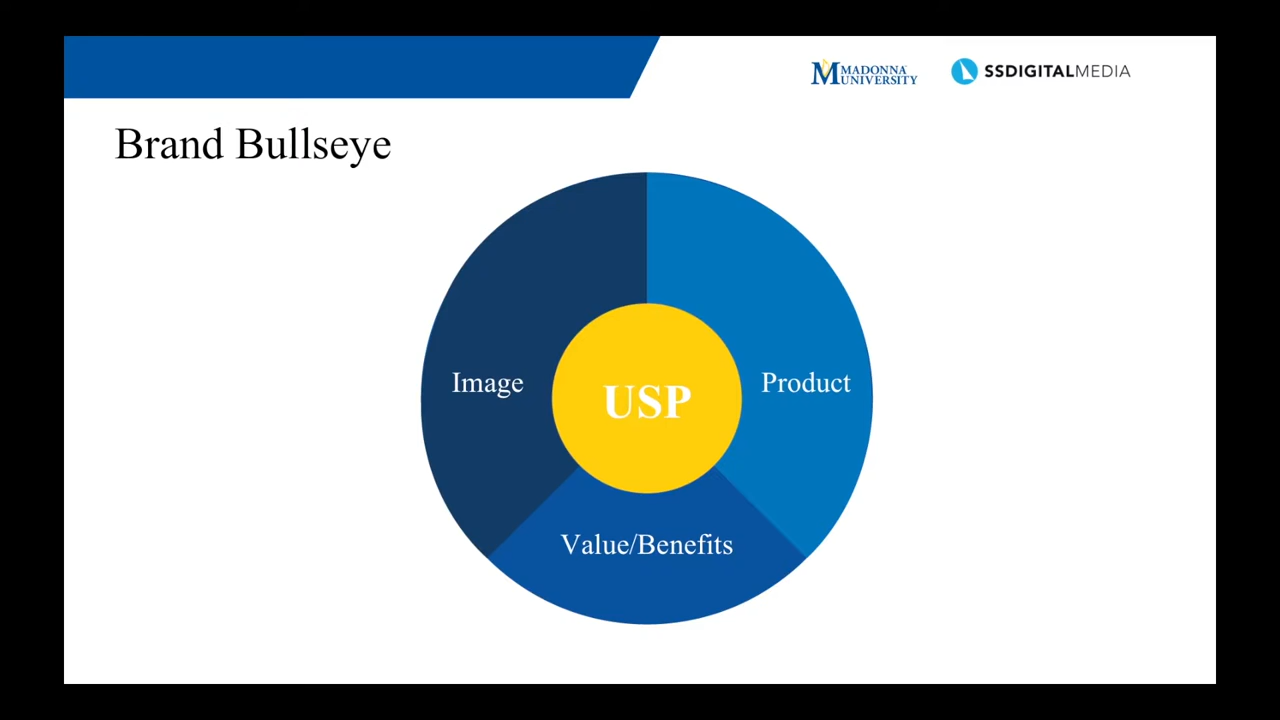 MADONNA
UNIVERSITY
SSDIGITALMEDIA
Brand Bullseye
Image
USP
Product
Value/Benefits